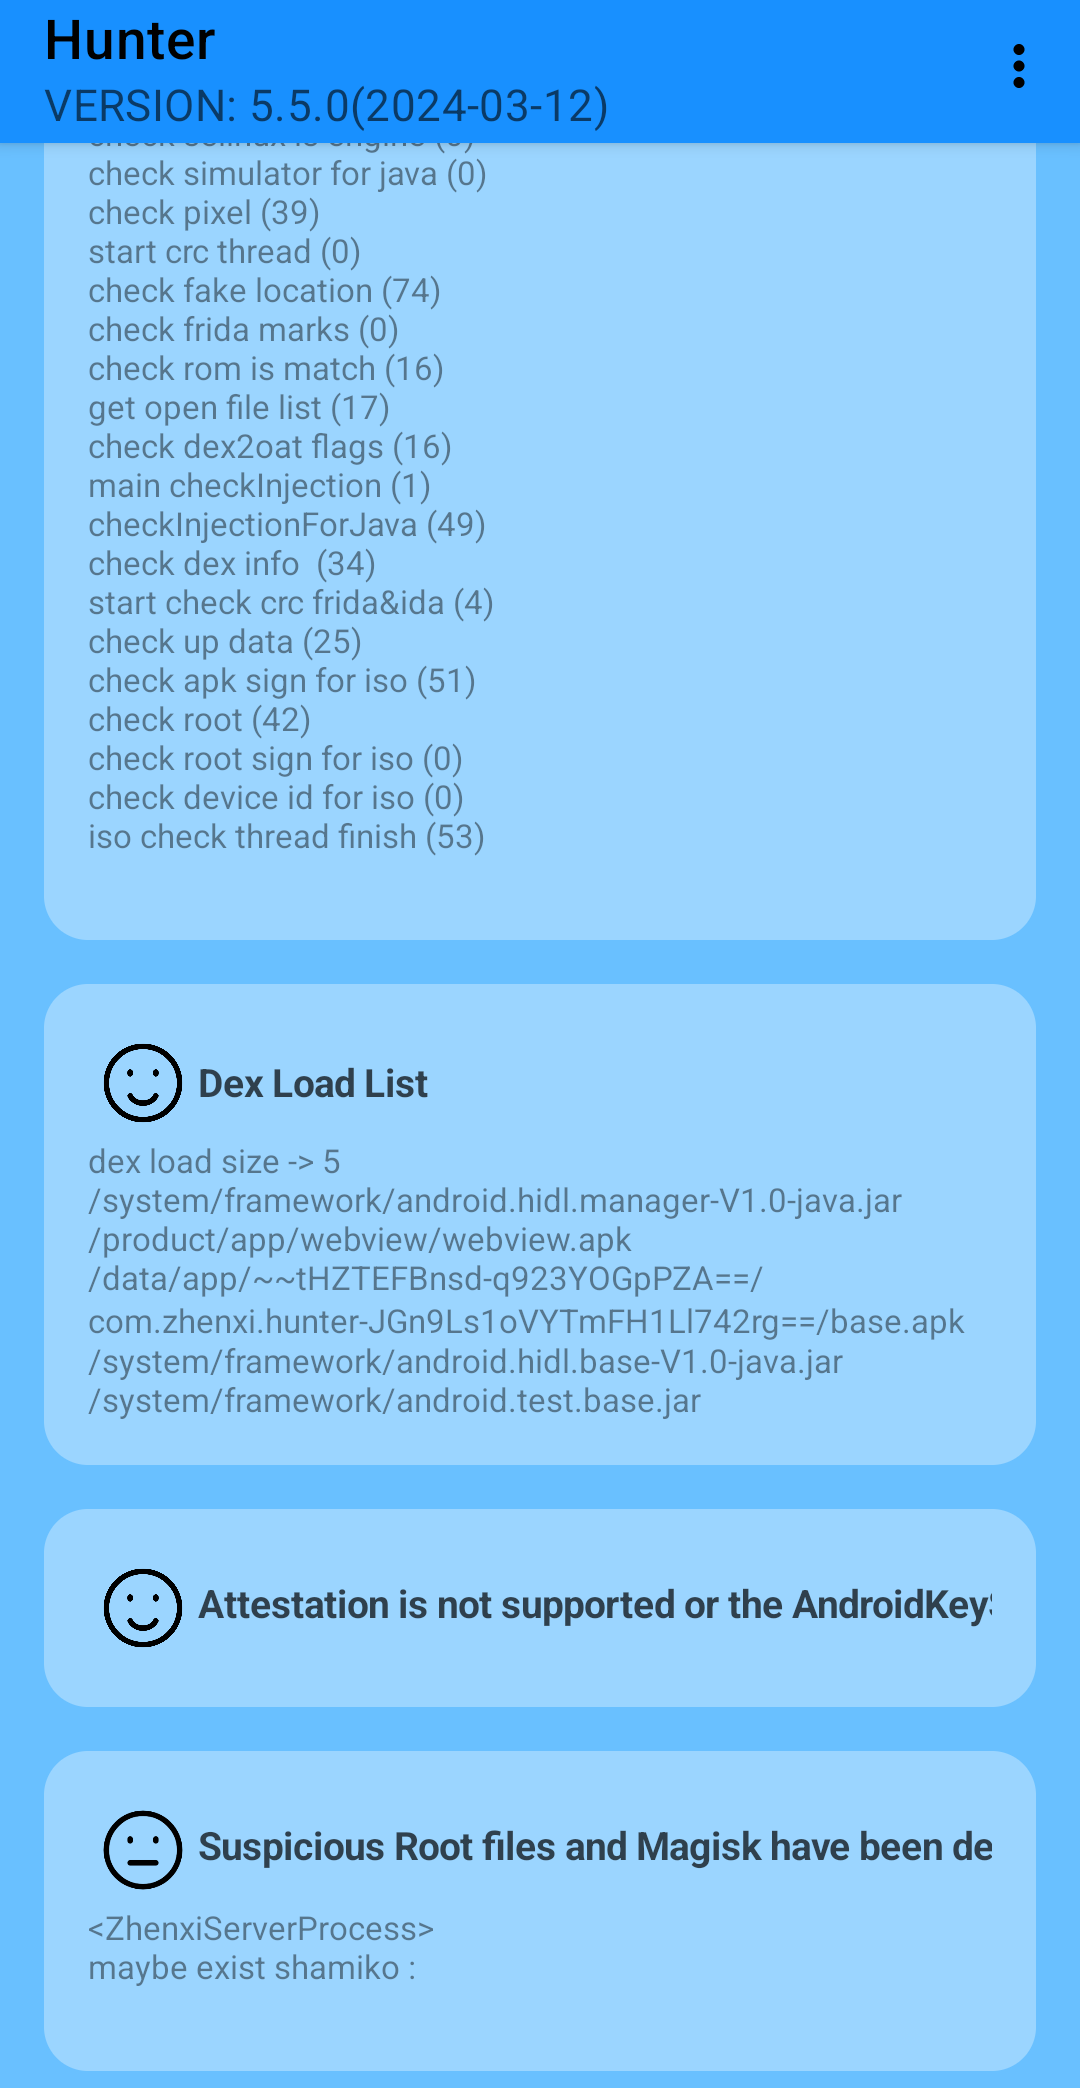 Hunter
VERSION: 5.5.0(2024-03-12)
check simulator for java (0)
check pixel (39)
start crc thread (0)
check fake location (74)
check frida marks (0)
check rom is match (16)
get open file list (17)
check dex2oat flags (16)
main checkInjection (1)
checkInjectionForJava (49)
check dex info  (34)
start check crc frida&ida (4)
check up data (25)
check apk sign for iso (51)
check root (42)
check root sign for iso (0)
check device id for iso (0)
iso check thread finish (53)
Dex Load List
dex load size -> 5
/system/framework/android.hidl.manager-V1.0-java.jar
/product/app/webview/webview.apk
/data/app/~~tHZTEFBnsd-q923YOGpPZA==/
com.zhenxi.hunter-JGn9Ls1oVYTmFH1Ll742rg==/base.apk
/system/framework/android.hidl.base-V1.0-java.jar
/system/framework/android.test.base.jar
Attestation is not supported or the AndroidKey
Suspicious Root files and Magisk have been de
<ZhenxiServerProcess>
maybe exist shamiko :